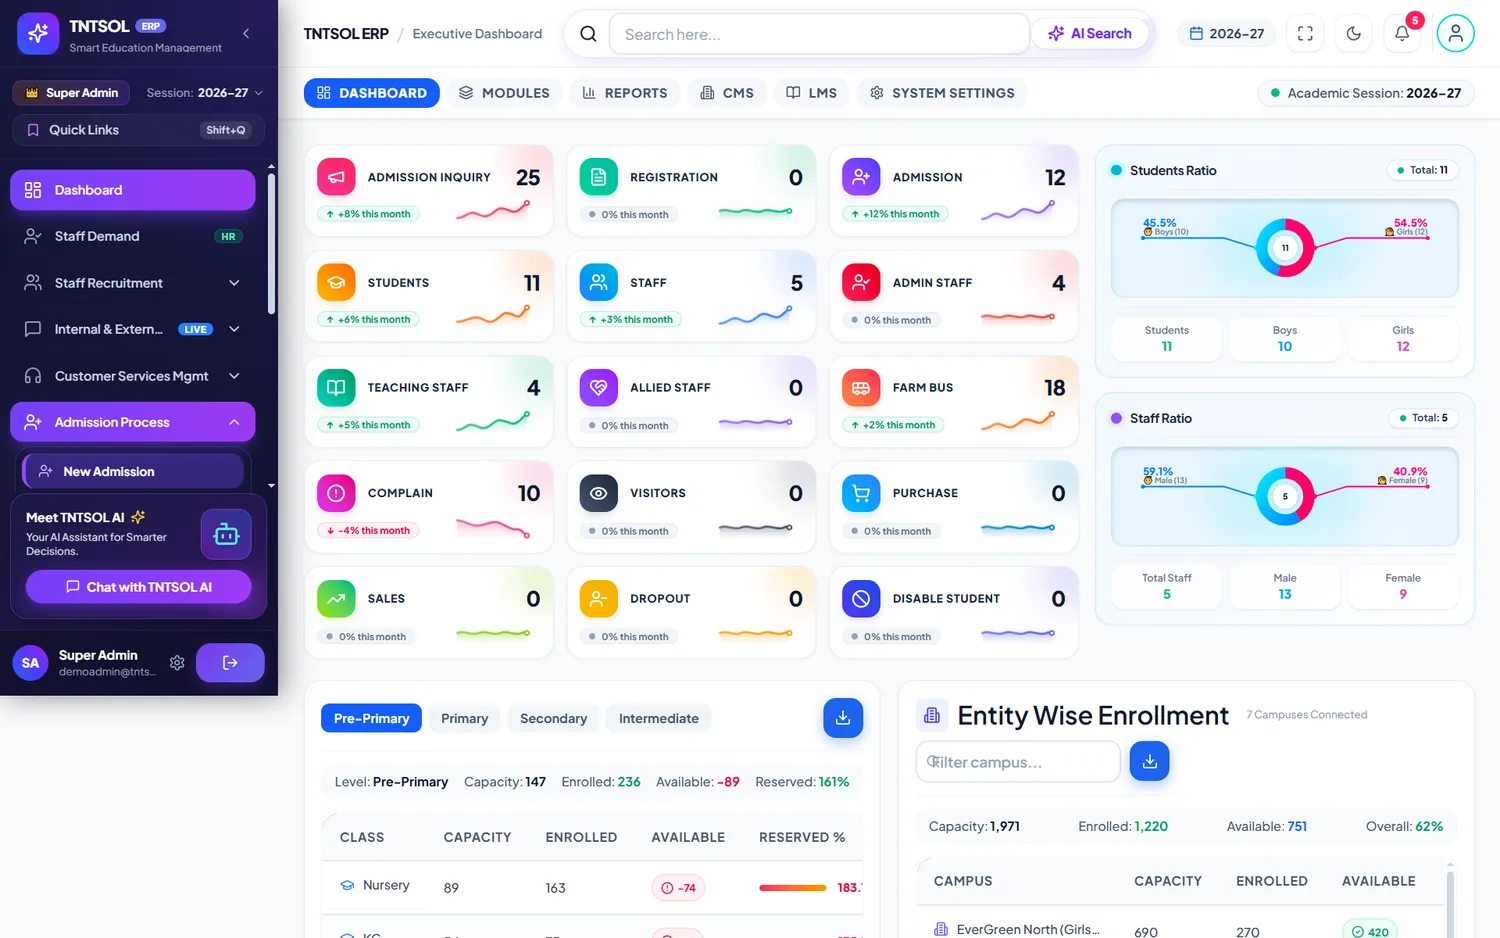 TNTSOL ERP
Smart Education Management
Super Admin
Session: 2026–27
Quick Links
Shift+Q
Dashboard
Staff Demand
HR
Staff Recruitment
Internal & Extern...
LIVE
Customer Services Mgmt
Admission Process
New Admission
Meet TNTSOL AI
Your AI Assistant for Smarter
Decisions.
Chat with TNTSOL AI
SA
Super Admin
demoadmin@tnts...
TNTSOL ERP / Executive Dashboard
Search here...
AI Search
2026–27
5
DASHBOARD
MODULES
REPORTS
CMS
LMS
SYSTEM SETTINGS
Academic Session: 2026–27
ADMISSION INQUIRY 25
+8% this month
REGISTRATION 0
0% this month
ADMISSION 12
+12% this month
STUDENTS 11
+6% this month
STAFF 5
+3% this month
ADMIN STAFF 4
0% this month
TEACHING STAFF 4
+5% this month
ALLIED STAFF 0
0% this month
FARM BUS 18
+2% this month
COMPLAIN 10
-4% this month
VISITORS 0
0% this month
PURCHASE 0
0% this month
SALES 0
0% this month
DROPOUT 0
0% this month
DISABLE STUDENT 0
0% this month
Students Ratio
Total: 11
45.5%
Boys (10)
11
54.5%
Girls (12)
Students
11
Boys
10
Girls
12
Staff Ratio
Total: 5
59.1%
Male (13)
5
40.9%
Female (9)
Total Staff
5
Male
13
Female
9
Pre-Primary
Primary
Secondary
Intermediate
Level: Pre-Primary Capacity: 147 Enrolled: 236 Available: -89 Reserved: 161%
CLASS CAPACITY ENROLLED AVAILABLE RESERVED %
Nursery 89 163 -74 183.
Entity Wise Enrollment
7 Campuses Connected
Filter campus...
Capacity: 1,971 Enrolled: 1,220 Available: 751 Overall: 62%
CAMPUS CAPACITY ENROLLED AVAILABLE
EverGreen North (Girls... 690 270 420